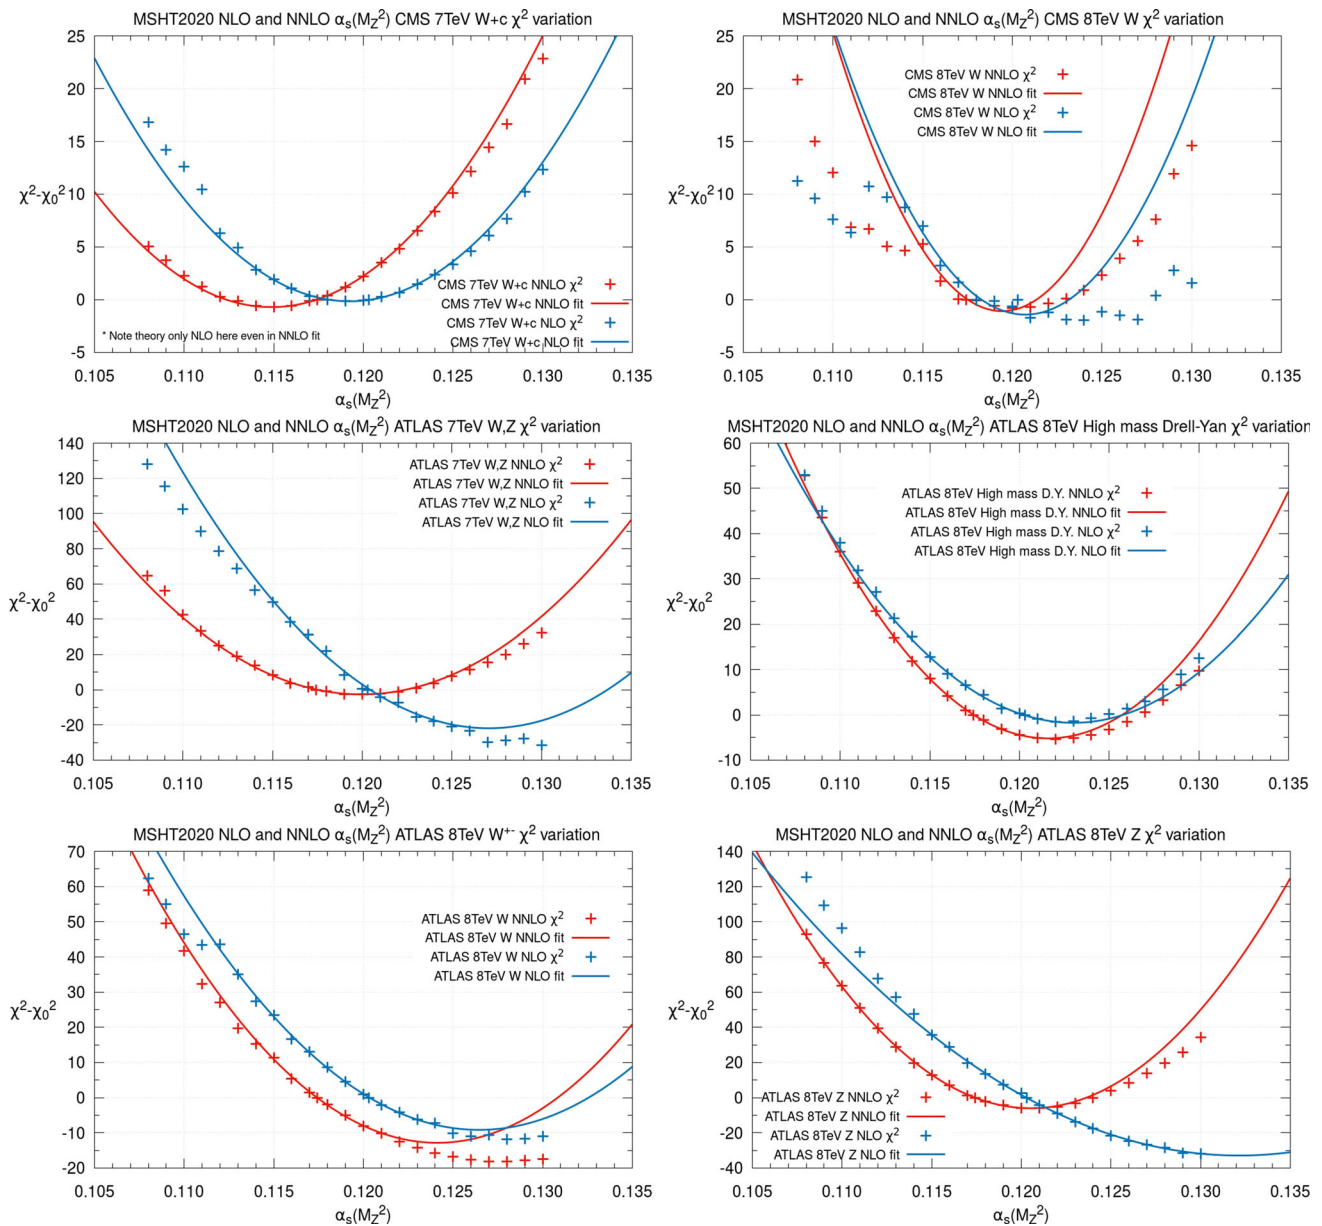 MSHT2020 NLO and NNLO αs(MZ²) CMS 7TeV W+c χ² variation
25
20
15
10
5
0
-5
χ²-χ₀²
CMS 7TeV W+c NNLO χ²
CMS 7TeV W+c NNLO fit
CMS 7TeV W+c NLO χ²
CMS 7TeV W+c NLO fit
* Note theory only NLO here even in NNLO fit
0.105 0.110 0.115 0.120 0.125 0.130 0.135
αs(MZ²)
MSHT2020 NLO and NNLO αs(MZ²) CMS 8TeV W χ² variation
25
20
15
10
5
0
-5
χ²-χ₀²
CMS 8TeV W NNLO χ²
CMS 8TeV W NNLO fit
CMS 8TeV W NLO χ²
CMS 8TeV W NLO fit
0.105 0.110 0.115 0.120 0.125 0.130 0.135
αs(MZ²)
MSHT2020 NLO and NNLO αs(MZ²) ATLAS 7TeV W,Z χ² variation
140
120
100
80
60
40
20
0
-20
-40
χ²-χ₀²
ATLAS 7TeV W,Z NNLO χ²
ATLAS 7TeV W,Z NNLO fit
ATLAS 7TeV W,Z NLO χ²
ATLAS 7TeV W,Z NLO fit
0.105 0.110 0.115 0.120 0.125 0.130 0.135
αs(MZ²)
MSHT2020 NLO and NNLO αs(MZ²) ATLAS 8TeV High mass Drell-Yan χ² variation
60
50
40
30
20
10
0
-10
χ²-χ₀²
ATLAS 8TeV High mass D.Y. NNLO χ²
ATLAS 8TeV High mass D.Y. NNLO fit
ATLAS 8TeV High mass D.Y. NLO χ²
ATLAS 8TeV High mass D.Y. NLO fit
0.105 0.110 0.115 0.120 0.125 0.130 0.135
αs(MZ²)
MSHT2020 NLO and NNLO αs(MZ²) ATLAS 8TeV W⁺⁻ χ² variation
70
60
50
40
30
20
10
0
-10
-20
χ²-χ₀²
ATLAS 8TeV W NNLO χ²
ATLAS 8TeV W NNLO fit
ATLAS 8TeV W NLO χ²
ATLAS 8TeV W NLO fit
0.105 0.110 0.115 0.120 0.125 0.130 0.135
αs(MZ²)
MSHT2020 NLO and NNLO αs(MZ²) ATLAS 8TeV Z χ² variation
140
120
100
80
60
40
20
0
-20
-40
χ²-χ₀²
ATLAS 8TeV Z NNLO χ²
ATLAS 8TeV Z NNLO fit
ATLAS 8TeV Z NLO χ²
ATLAS 8TeV Z NLO fit
0.105 0.110 0.115 0.120 0.125 0.130 0.135
αs(MZ²)